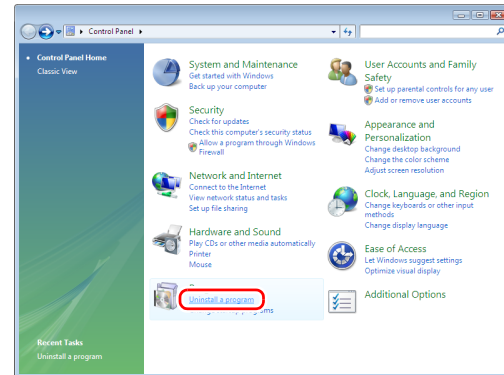 Control Panel
Control Panel Home
Classic View
System and Maintenance
Get started with Windows
Back up your computer
Security
Check for updates
Check this computer's security status
Allow a program through Windows
Firewall
Network and Internet
Connect to the Internet
View network status and tasks
Set up file sharing
Hardware and Sound
Play CDs or other media automatically
Printer
Mouse
Uninstall a program
User Accounts and Family
Safety
Set up parental controls for any user
Add or remove user accounts
Appearance and
Personalization
Change desktop background
Change the color scheme
Adjust screen resolution
Clock, Language, and Region
Change keyboards or other input
methods
Change display language
Ease of Access
Let Windows suggest settings
Optimize visual display
Additional Options
Recent Tasks
Uninstall a program